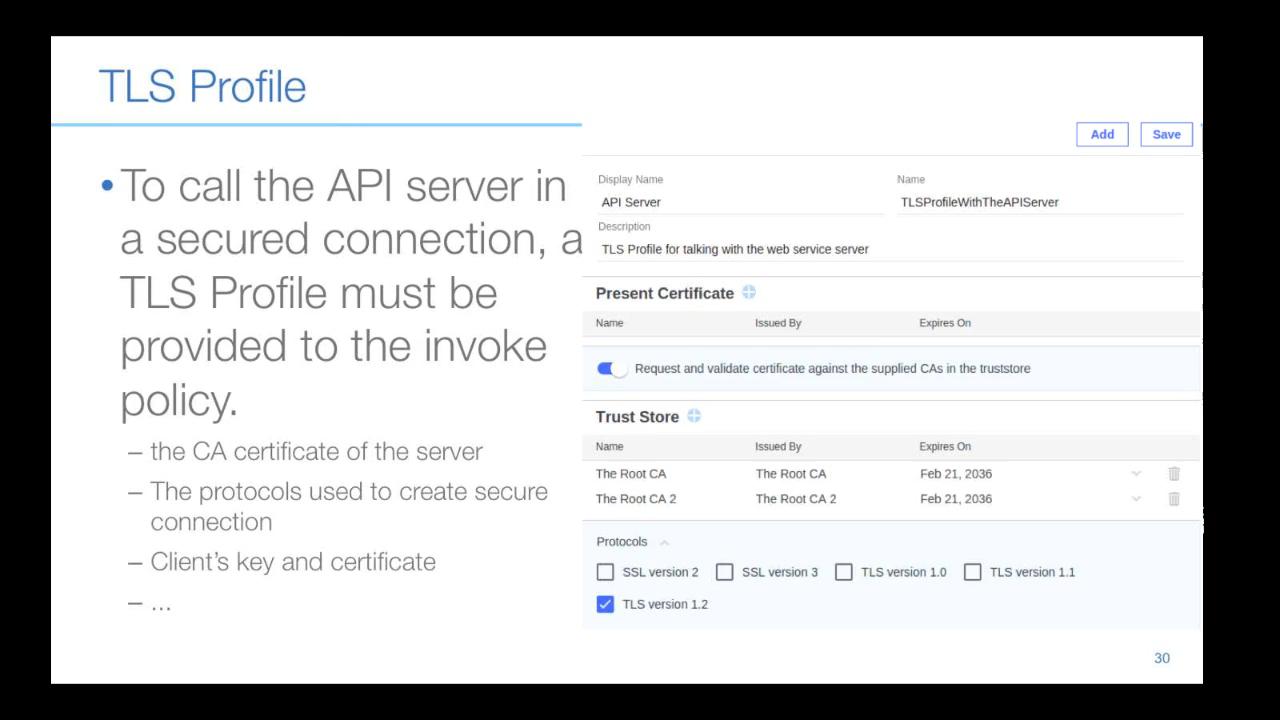 TLS Profile
• To call the API server in
a secured connection, a
TLS Profile must be
provided to the invoke
policy.
– the CA certificate of the server
– The protocols used to create secure
connection
– Client's key and certificate
– ...
Add Save
Display Name Name
API Server TLSProfileWithTheAPIServer
Description
TLS Profile for talking with the web service server
Present Certificate
Name Issued By Expires On
Request and validate certificate against the supplied CAs in the truststore
Trust Store
Name Issued By Expires On
The Root CA The Root CA Feb 21, 2036
The Root CA 2 The Root CA 2 Feb 21, 2036
Protocols
SSL version 2 SSL version 3 TLS version 1.0 TLS version 1.1
TLS version 1.2
30